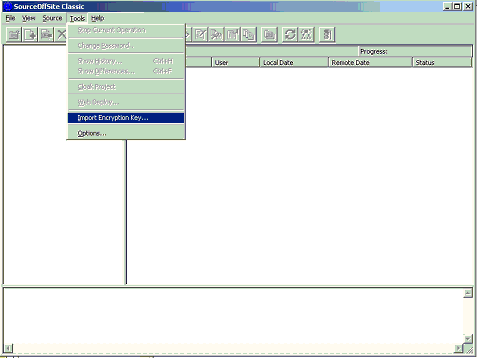 SourceOffSite Classic
File View Source Tools Help
Stop Current Operation
Change Password...
Progress:
Show History... Ctrl+H
User Local Date Remote Date Status
Show Differences... Ctrl+F
Cloak Project
Web Deploy...
Import Encryption Key...
Options...